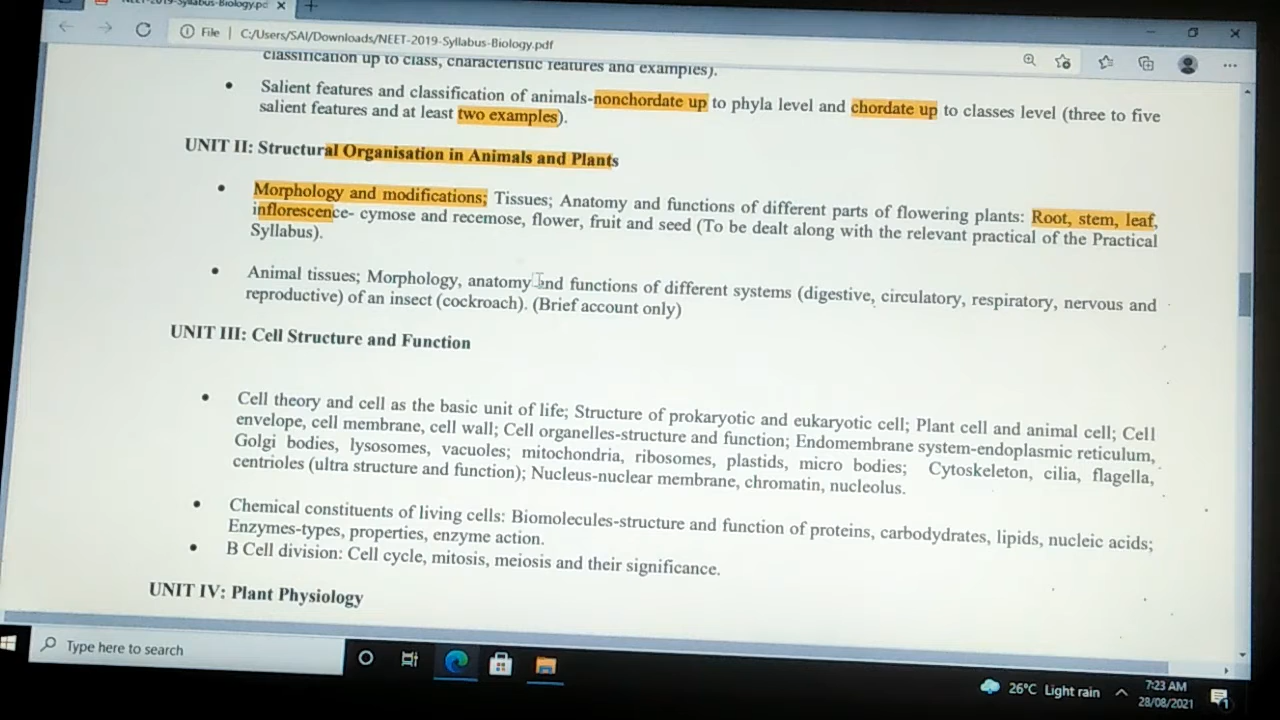 NEET-2019-Syllabus-Biology.pd
File | C:/Users/SAI/Downloads/NEET-2019-Syllabus-Biology.pdf
classification up to class, characteristic features and examples).
• Salient features and classification of animals-nonchordate up to phyla level and chordate up to classes level (three to five
salient features and at least two examples).
UNIT II: Structural Organisation in Animals and Plants
• Morphology and modifications; Tissues; Anatomy and functions of different parts of flowering plants: Root, stem, leaf,
inflorescence- cymose and recemose, flower, fruit and seed (To be dealt along with the relevant practical of the Practical
Syllabus).
• Animal tissues; Morphology, anatomy and functions of different systems (digestive, circulatory, respiratory, nervous and
reproductive) of an insect (cockroach). (Brief account only)
UNIT III: Cell Structure and Function
• Cell theory and cell as the basic unit of life; Structure of prokaryotic and eukaryotic cell; Plant cell and animal cell; Cell
envelope, cell membrane, cell wall; Cell organelles-structure and function; Endomembrane system-endoplasmic reticulum,
Golgi bodies, lysosomes, vacuoles; mitochondria, ribosomes, plastids, micro bodies; Cytoskeleton, cilia, flagella,
centrioles (ultra structure and function); Nucleus-nuclear membrane, chromatin, nucleolus.
• Chemical constituents of living cells: Biomolecules-structure and function of proteins, carbodydrates, lipids, nucleic acids;
Enzymes-types, properties, enzyme action.
• B Cell division: Cell cycle, mitosis, meiosis and their significance.
UNIT IV: Plant Physiology
Type here to search
26°C Light rain
7:23 AM
28/08/2021
1